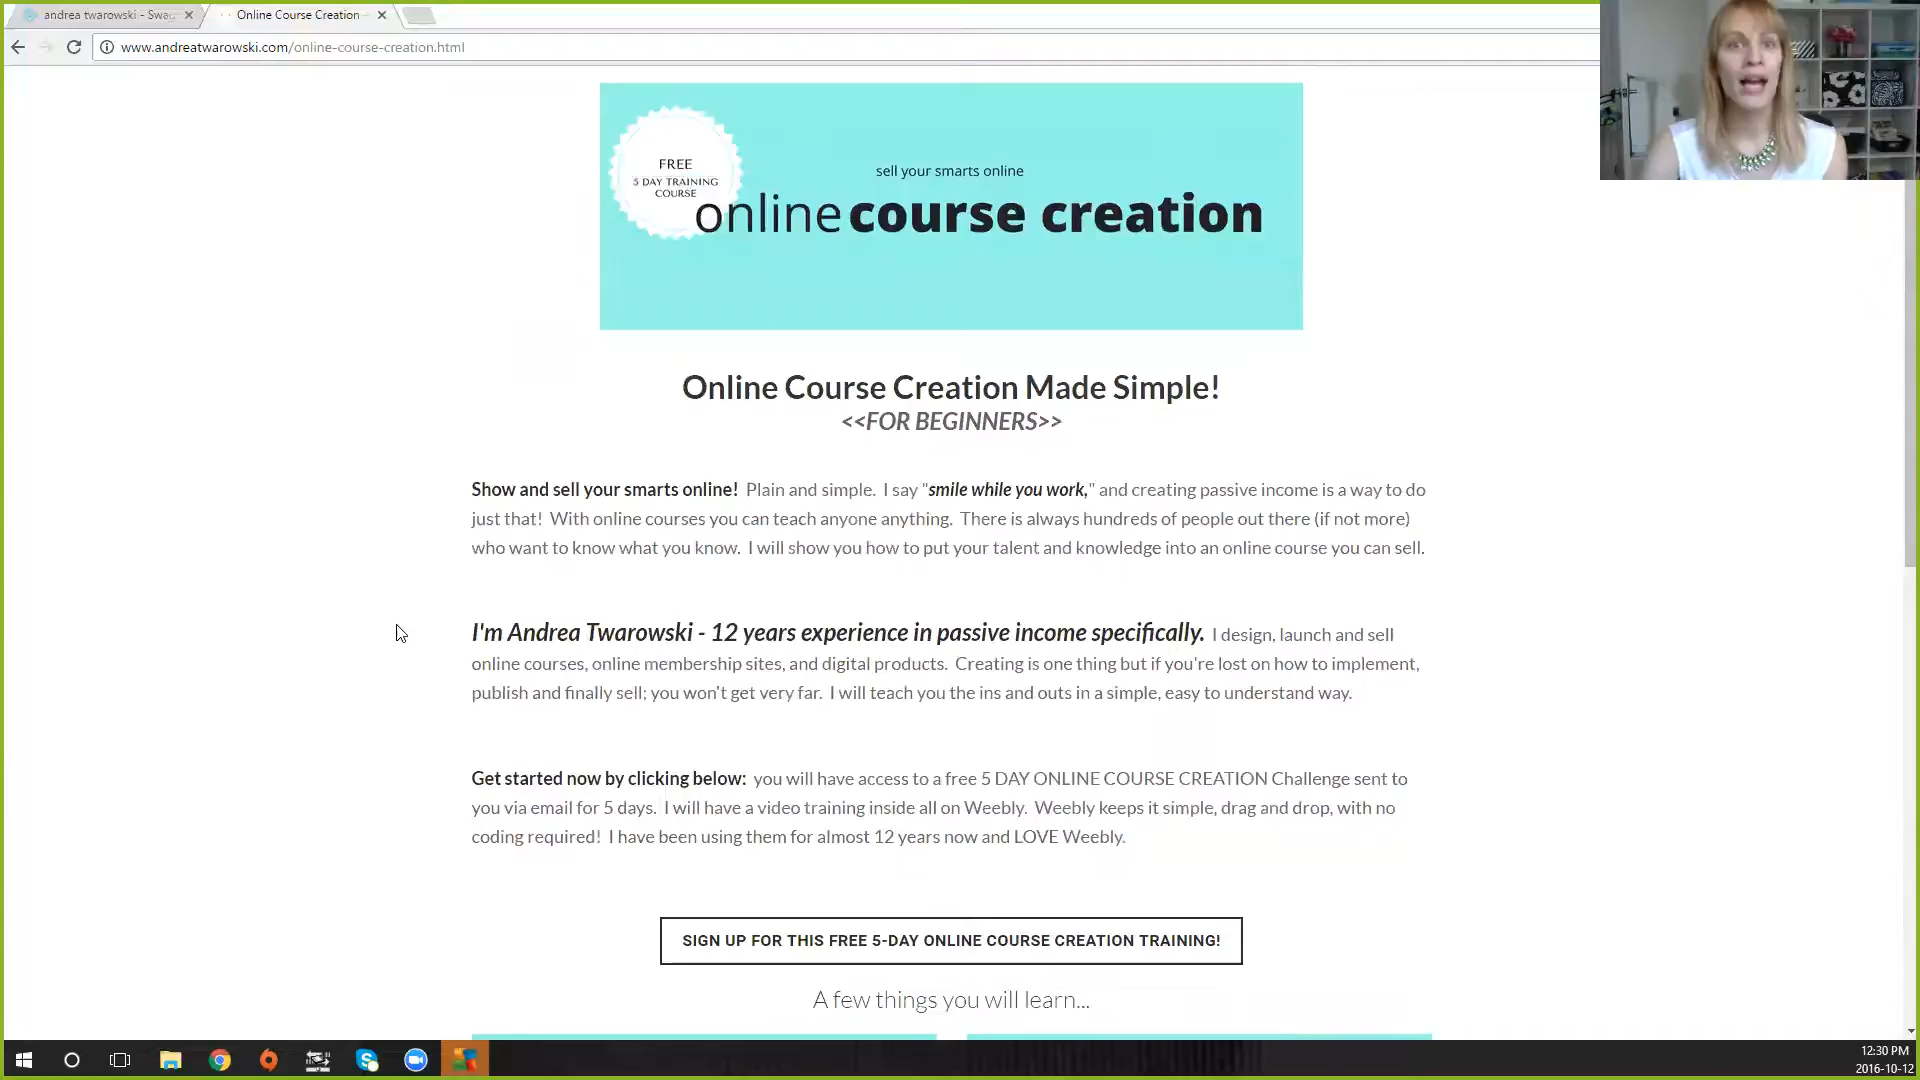 andrea twarowski - Swa
Online Course Creation
www.andreatwarowski.com/online-course-creation.html
FREE
5 DAY TRAINING
COURSE
sell your smarts online
online course creation
Online Course Creation Made Simple!
<<FOR BEGINNERS>>
Show and sell your smarts online!  Plain and simple.  I say "smile while you work," and creating passive income is a way to do
just that!  With online courses you can teach anyone anything.  There is always hundreds of people out there (if not more)
who want to know what you know.  I will show you how to put your talent and knowledge into an online course you can sell.
I'm Andrea Twarowski - 12 years experience in passive income specifically.  I design, launch and sell
online courses, online membership sites, and digital products.  Creating is one thing but if you're lost on how to implement,
publish and finally sell; you won't get very far.  I will teach you the ins and outs in a simple, easy to understand way.
Get started now by clicking below:  you will have access to a free 5 DAY ONLINE COURSE CREATION Challenge sent to
you via email for 5 days.  I will have a video training inside all on Weebly.  Weebly keeps it simple, drag and drop, with no
coding required!  I have been using them for almost 12 years now and LOVE Weebly.
SIGN UP FOR THIS FREE 5-DAY ONLINE COURSE CREATION TRAINING!
A few things you will learn...
12:30 PM
2016-10-12